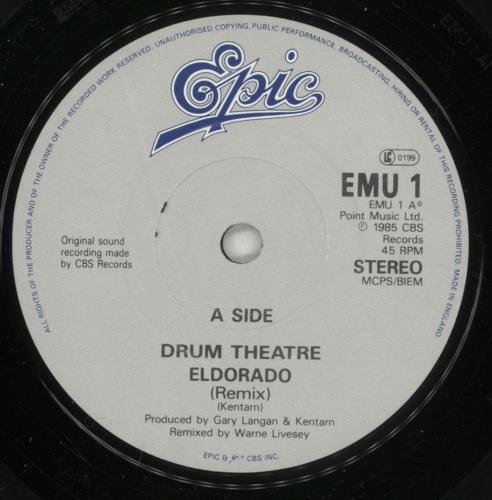 ALL RIGHTS OF THE PRODUCER AND OF THE OWNER OF THE RECORDED WORK RESERVED. UNAUTHORISED COPYING, PUBLIC PERFORMANCE, BROADCASTING, HIRING OR RENTAL OF THIS RECORDING PROHIBITED. MADE IN ENGLAND.
Epic
LC 0199
EMU 1
EMU 1 A☆
Point Music Ltd.
℗ 1985 CBS
Records
45 RPM
STEREO
MCPS/BIEM
Original sound
recording made
by CBS Records
A SIDE
DRUM THEATRE
ELDORADO
(Remix)
(Kentarn)
Produced by Gary Langan & Kentarn
Remixed by Warne Livesey
EPIC & Epic CBS INC.